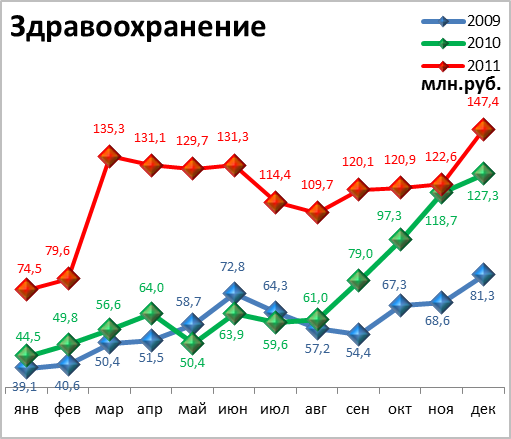 Здравоохранение
2009
2010
2011
млн.руб.
74,5 79,6 135,3 131,1 129,7 131,3 114,4 109,7 120,1 120,9 122,6 147,4
44,5 49,8 56,6 64,0 50,4 63,9 59,6 61,0 79,0 97,3 118,7 127,3
39,1 40,6 50,4 51,5 58,7 72,8 64,3 57,2 54,4 67,3 68,6 81,3
янв фев мар апр май июн июл авг сен окт ноя дек